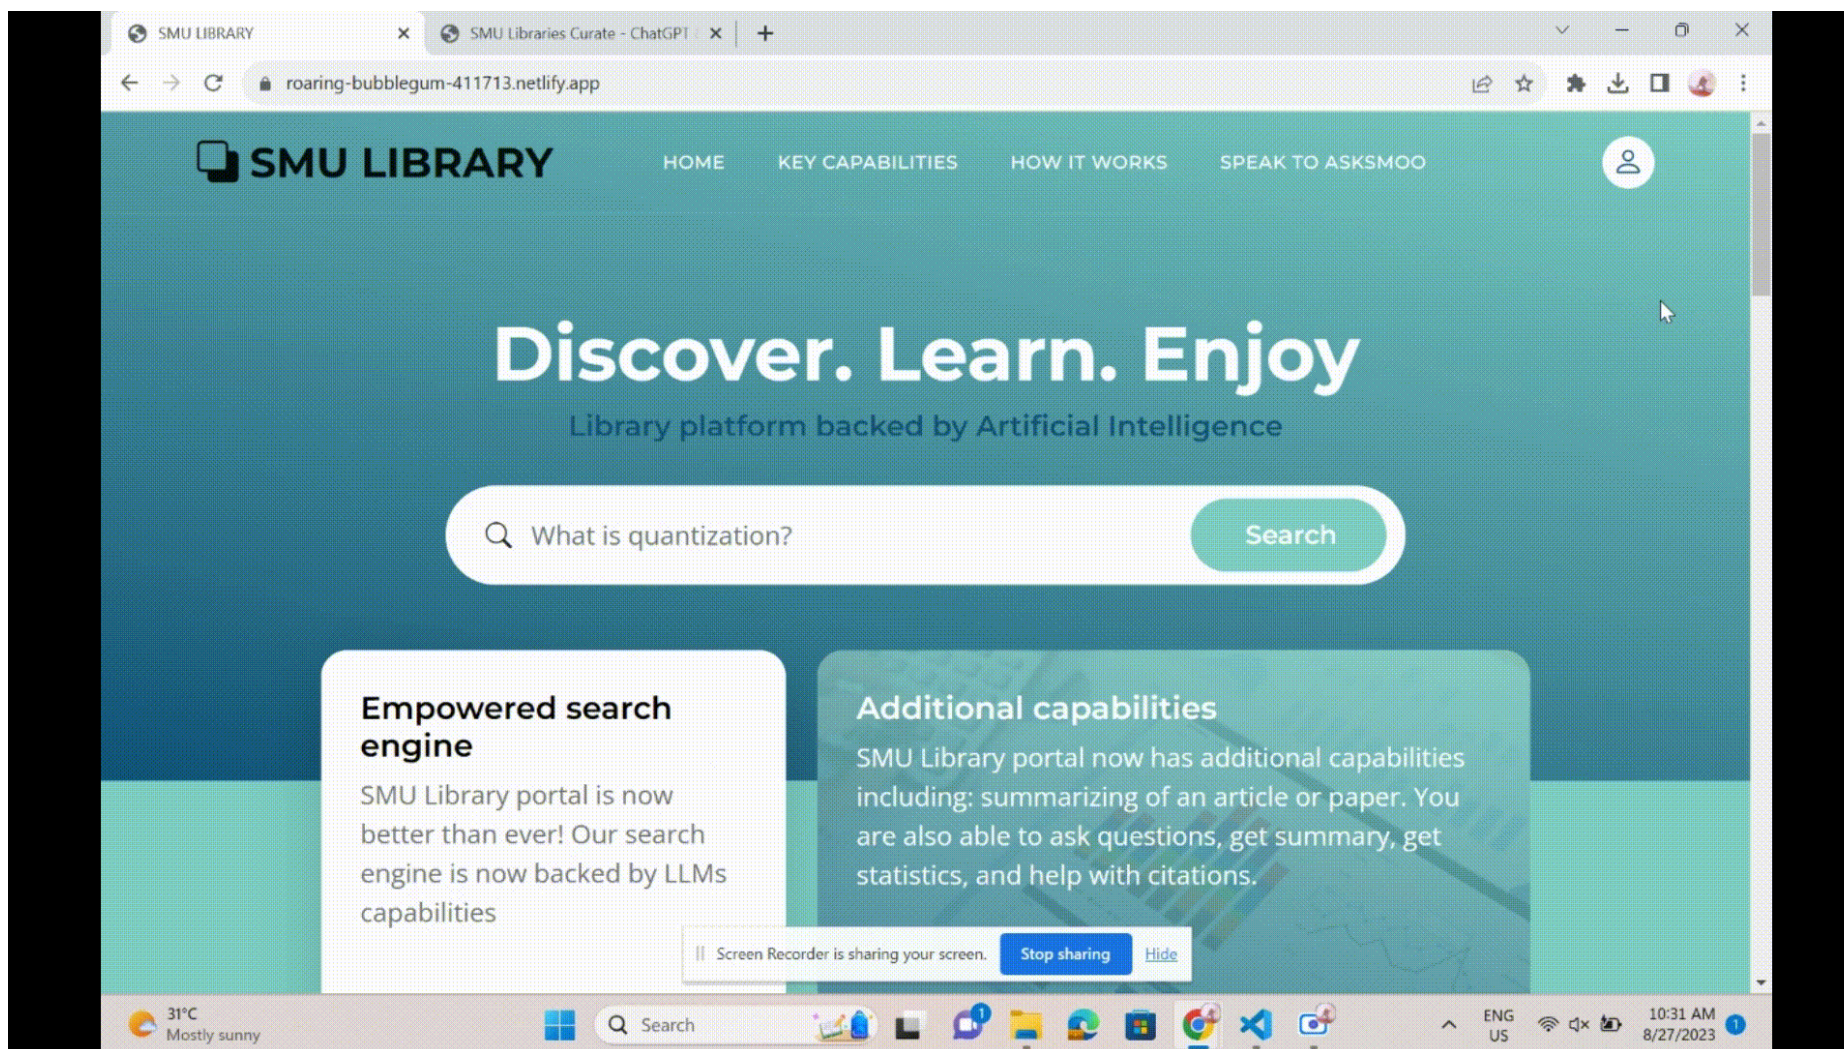 SMU LIBRARY
SMU Libraries Curate - ChatGPT
roaring-bubblegum-411713.netlify.app
SMU LIBRARY
HOME
KEY CAPABILITIES
HOW IT WORKS
SPEAK TO ASKSMOO
Discover. Learn. Enjoy
Library platform backed by Artificial Intelligence
What is quantization?
Search
Empowered search
engine
SMU Library portal is now
better than ever! Our search
engine is now backed by LLMs
capabilities
Additional capabilities
SMU Library portal now has additional capabilities
including: summarizing of an article or paper. You
are also able to ask questions, get summary, get
statistics, and help with citations.
Screen Recorder is sharing your screen.
Stop sharing
Hide
31°C
Mostly sunny
Search
1
ENG
US
10:31 AM
8/27/2023
1